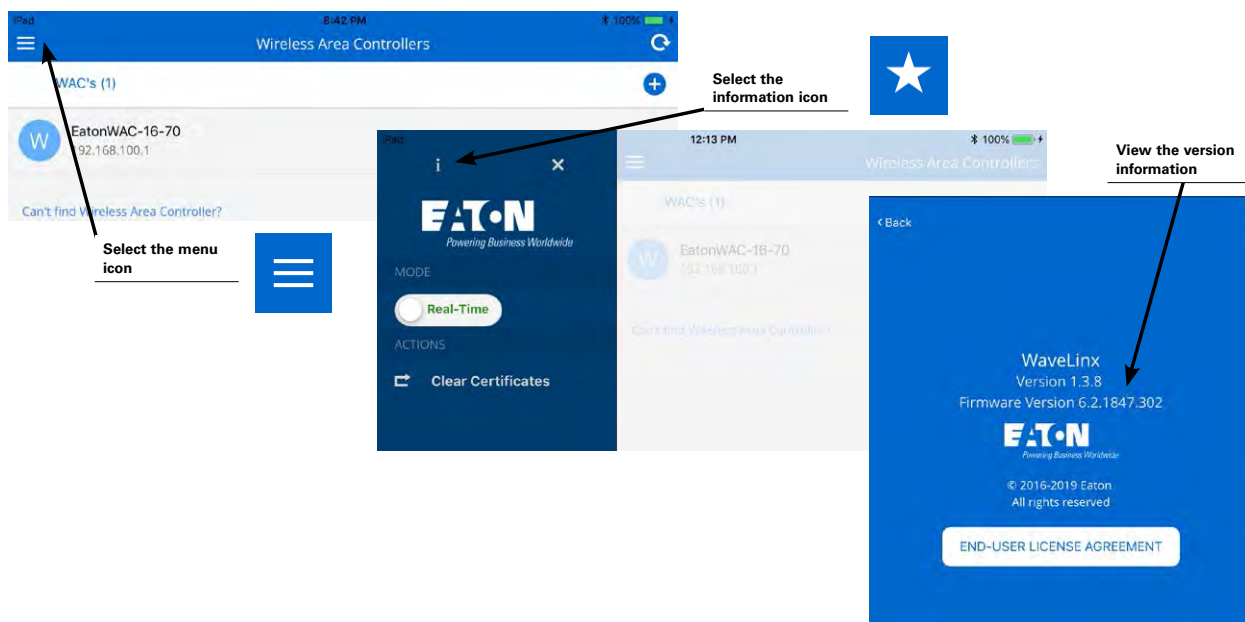 iPad
8:42 PM
100%
Wireless Area Controllers
WAC's (1)
EatonWAC-16-70
192.168.100.1
Can't find Wireless Area Controller?
Select the menu
icon
Select the
information icon
iPad
i
EATON
Powering Business Worldwide
MODE
Real-Time
ACTIONS
Clear Certificates
12:13 PM
100%
Wireless Area Controllers
WAC's (1)
W
EatonWAC-16-70
192.168.100.1
Can't find Wireless Area Controller?
View the version
information
Back
WaveLinx
Version 1.3.8
Firmware Version 6.2.1847.302
EATON
Powering Business Worldwide
© 2016-2019 Eaton
All rights reserved
END-USER LICENSE AGREEMENT